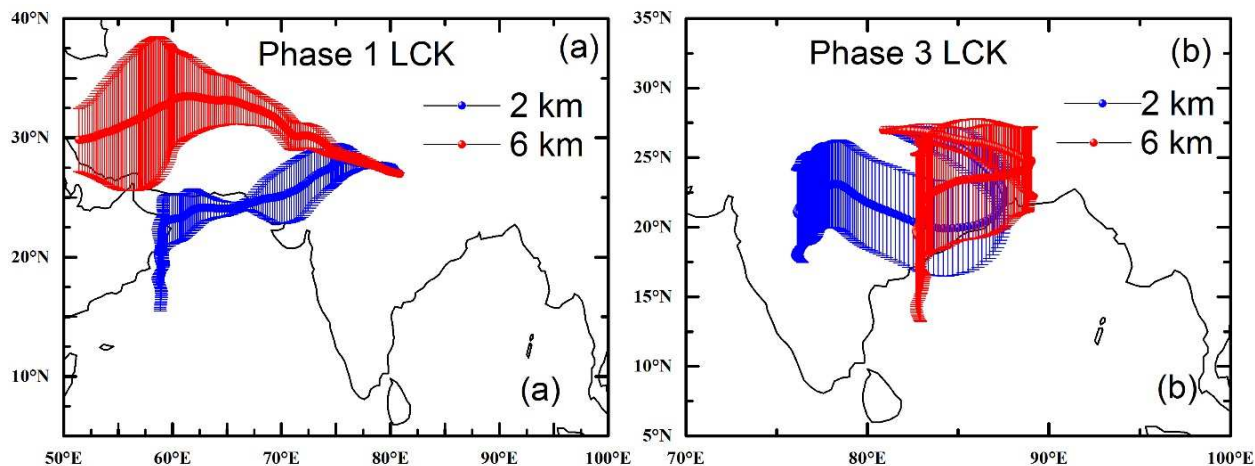 40°N
30°N
20°N
10°N
50°E
60°E
70°E
80°E
90°E
100°E
Phase 1 LCK
(a)
2 km
6 km
(a)
35°N
30°N
25°N
20°N
15°N
10°N
5°N
70°E
80°E
90°E
100°E
Phase 3 LCK
(b)
2 km
6 km
(b)